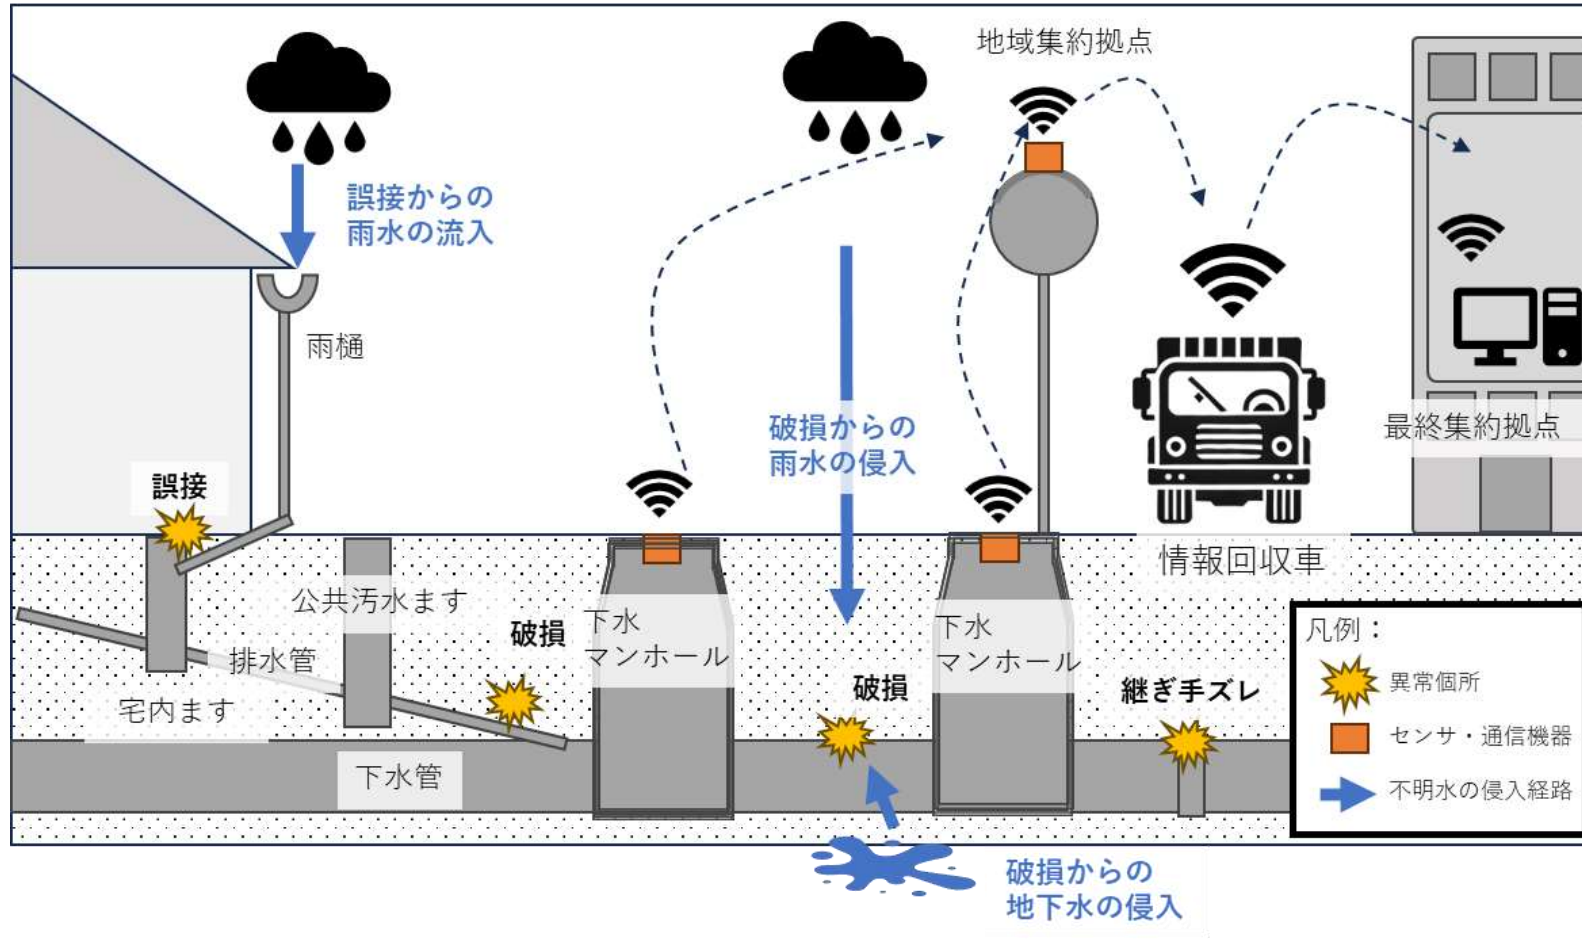 地域集約拠点
誤接からの
雨水の流入
雨樋
破損からの
雨水の侵入
最終集約拠点
誤接
情報回収車
公共汚水ます
破損
下水
マンホール
下水
マンホール
排水管
宅内ます
破損
継ぎ手ズレ
下水管
凡例：
異常個所
センサ・通信機器
不明水の侵入経路
破損からの
地下水の侵入